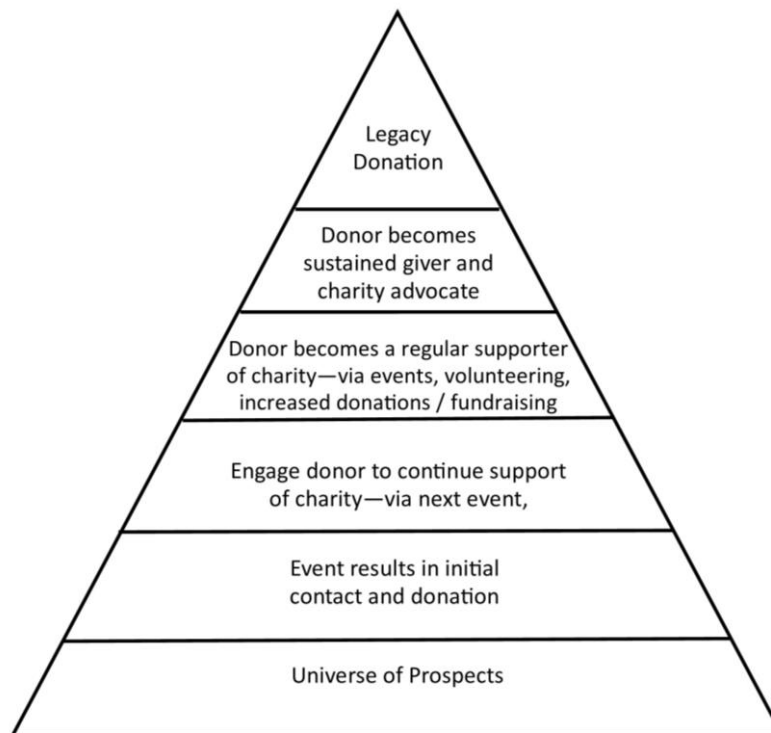 Legacy
Donation
Donor becomes
sustained giver and
charity advocate
Donor becomes a regular supporter
of charity—via events, volunteering,
increased donations / fundraising
Engage donor to continue support
of charity—via next event,
Event results in initial
contact and donation
Universe of Prospects